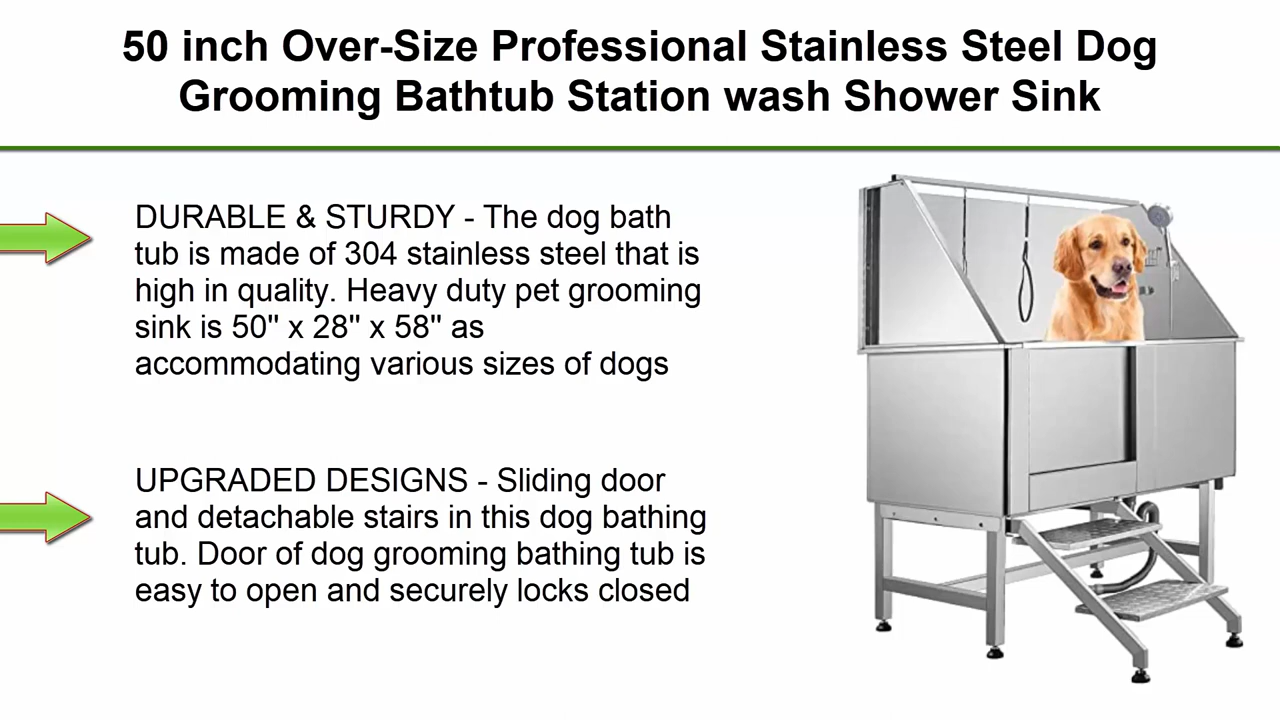 50 inch Over-Size Professional Stainless Steel Dog
Grooming Bathtub Station wash Shower Sink
DURABLE & STURDY - The dog bath
tub is made of 304 stainless steel that is
high in quality. Heavy duty pet grooming
sink is 50'' x 28'' x 58'' as
accommodating various sizes of dogs
UPGRADED DESIGNS - Sliding door
and detachable stairs in this dog bathing
tub. Door of dog grooming bathing tub is
easy to open and securely locks closed